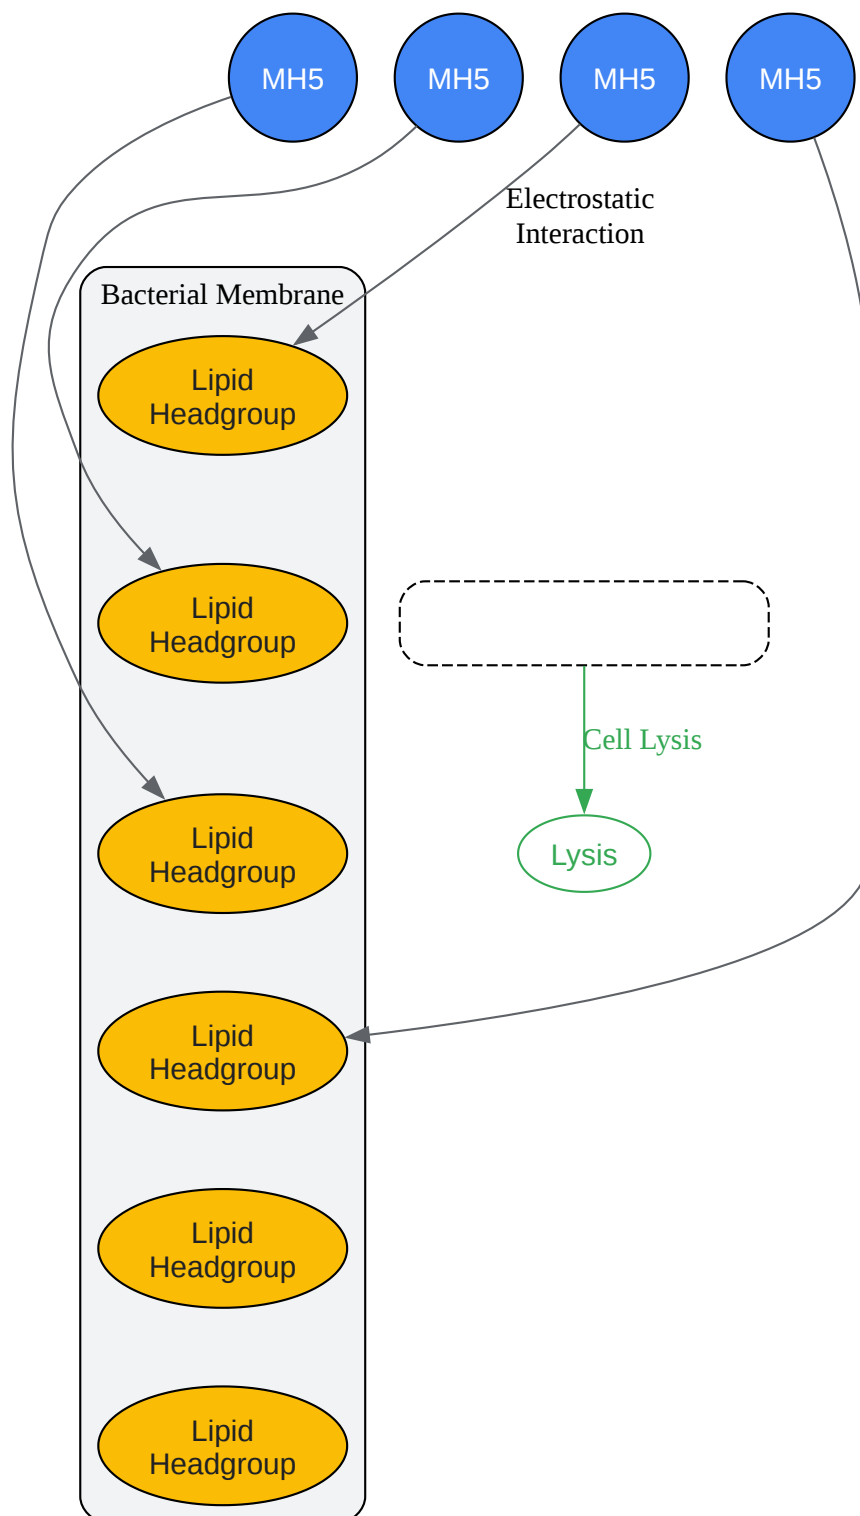 MH5
MH5
MH5
MH5
Electrostatic
Interaction
Bacterial Membrane
Lipid
Headgroup
Lipid
Headgroup
Cell Lysis
Lipid
Headgroup
Lysis
Lipid
Headgroup
Lipid
Headgroup
Lipid
Headgroup